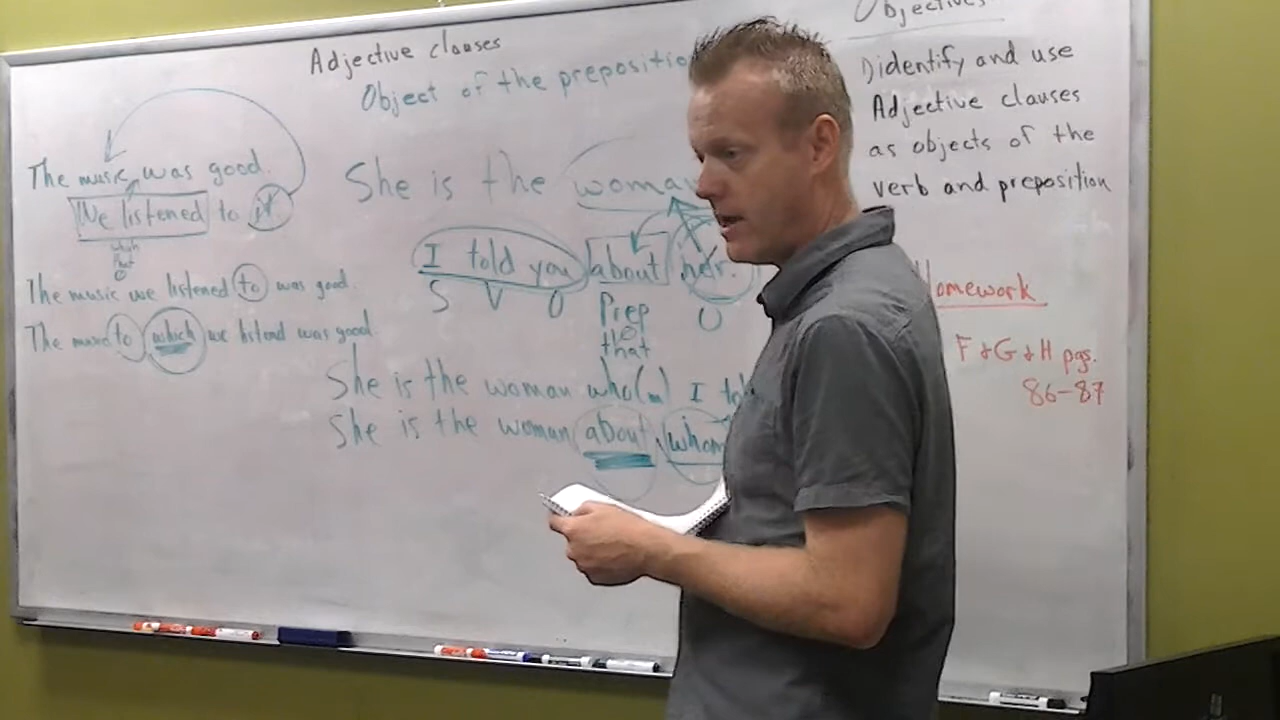 Adjective clauses
Object of the prepositio
The music was good.
We listened to it.
which
that
The music we listened to was good.
The music to which we listend was good.
She is the woman
I told you about her.
S V O Prep O
that
She is the woman who(m) I tol
She is the woman about whom
Objectives
identify and use
Adjective clauses
as objects of the
verb and preposition
omework
F & G & H pgs.
86-87